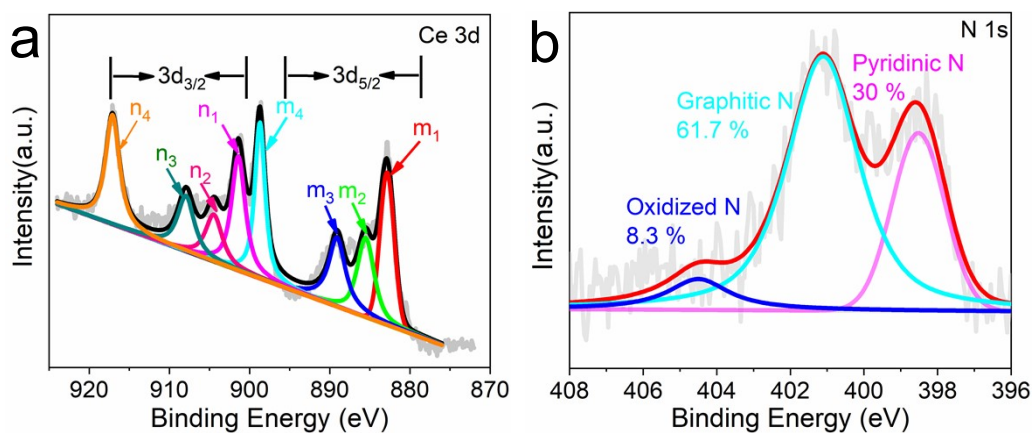 a
Ce 3d
3d3/2
3d5/2
n4
n3
n2
n1
m4
m3
m2
m1
Intensity(a.u.)
920 910 900 890 880 870
Binding Energy (eV)
b
N 1s
Pyridinic N
30 %
Graphitic N
61.7 %
Oxidized N
8.3 %
Intensity(a.u.)
408 406 404 402 400 398 396
Binding Energy (eV)